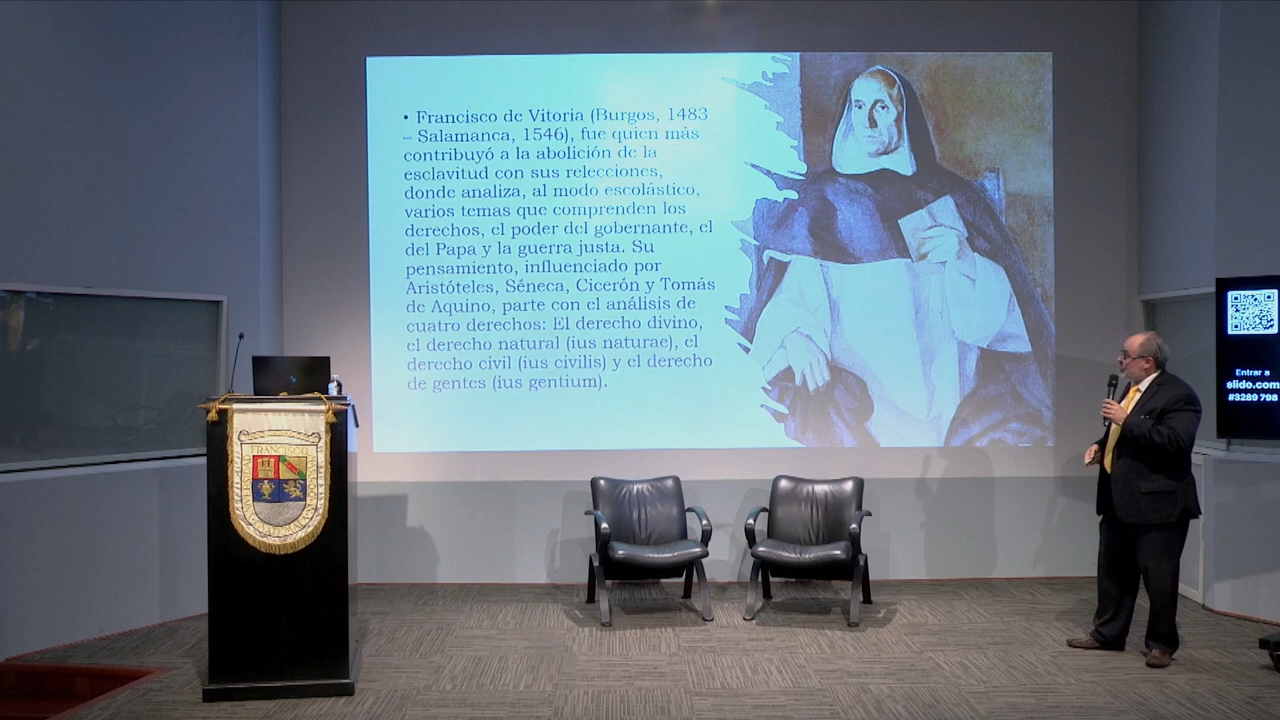 • Francisco de Vitoria (Burgos, 1483
– Salamanca, 1546), fue quien más
contribuyó a la abolición de la
esclavitud con sus relecciones,
donde analiza, al modo escolástico,
varios temas que comprenden los
derechos, el poder del gobernante, el
del Papa y la guerra justa. Su
pensamiento, influenciado por
Aristóteles, Séneca, Cicerón y Tomás
de Aquino, parte con el análisis de
cuatro derechos: El derecho divino,
el derecho natural (ius naturae), el
derecho civil (ius civilis) y el derecho
de gentes (ius gentium).
Entrar a
slido.com
#3289 798
FRANCISCO